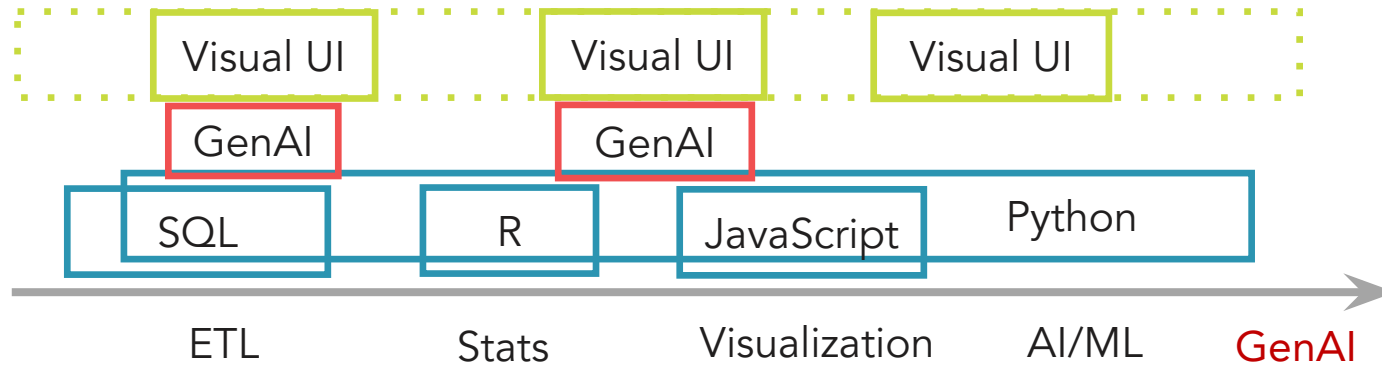 Visual UI Visual UI Visual UI
GenAI GenAI
SQL R JavaScript Python
ETL Stats Visualization AI/ML GenAI